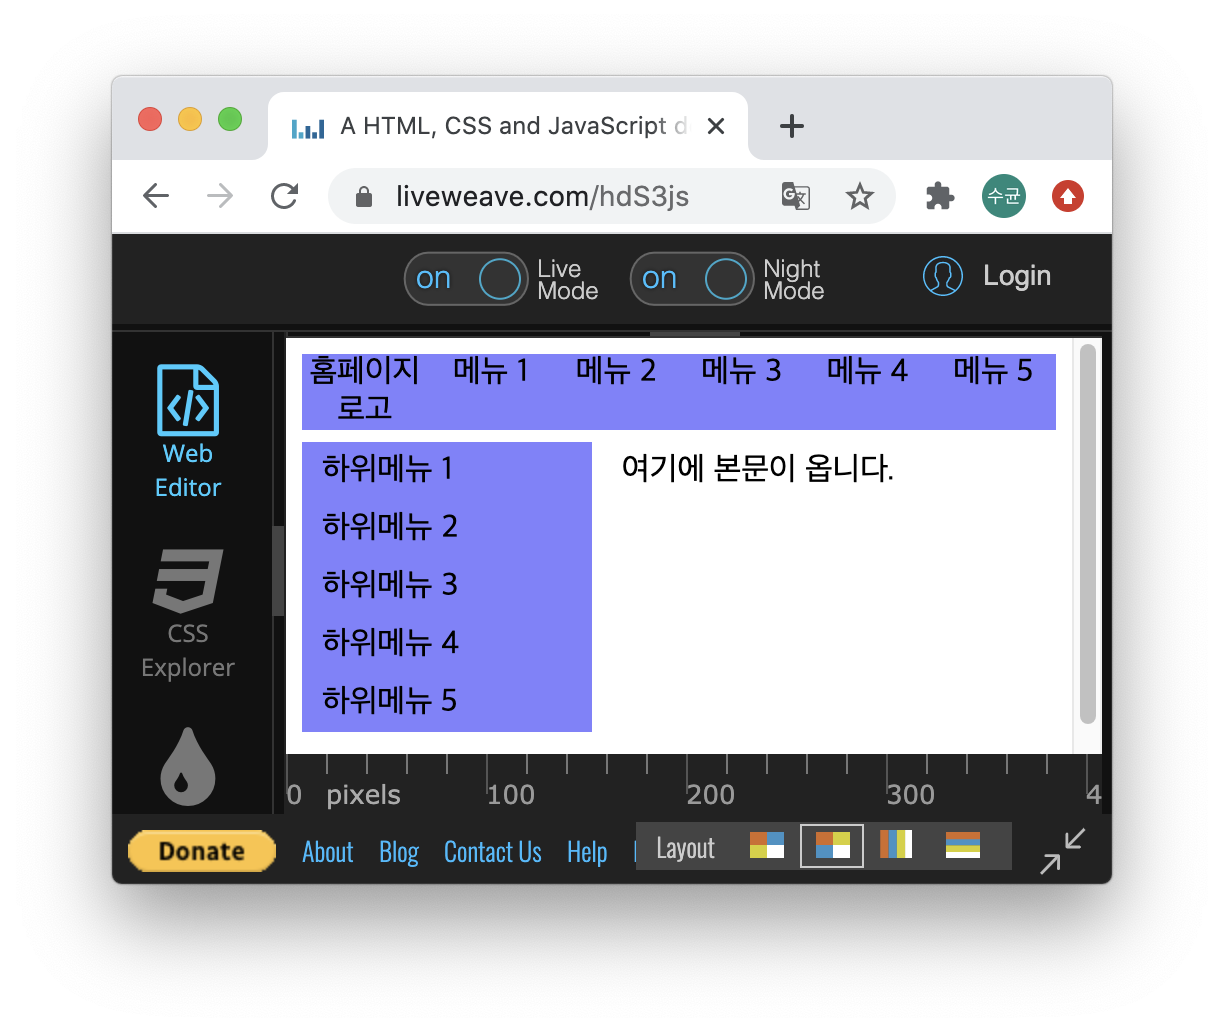 A HTML, CSS and JavaScript d
liveweave.com/hdS3js
수균
on
Live
Mode
on
Night
Mode
Login
Web
Editor
CSS
Explorer
홈페이지 메뉴 1 메뉴 2 메뉴 3 메뉴 4 메뉴 5
로고
하위메뉴 1
하위메뉴 2
하위메뉴 3
하위메뉴 4
하위메뉴 5
여기에 본문이 옵니다.
0 pixels 100 200 300 4
Donate About Blog Contact Us Help Layout